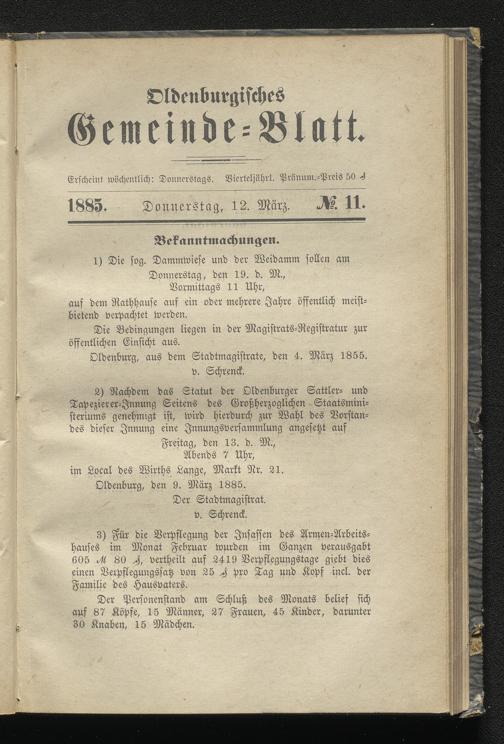 Oldenburgisches
Gemeinde=Blatt.
Erscheint wöchentlich: Donnerstags. Vierteljährl. Pränum.=Preis 50 ₰
1885. Donnerstag, 12. März. №. 11.
Bekanntmachungen.
1) Die sog. Dammwiese und der Weidamm sollen am
Donnerstag, den 19. d. M.,
Vormittags 11 Uhr,
auf dem Rathhause auf ein oder mehrere Jahre öffentlich meist=
bietend verpachtet werden.
Die Bedingungen liegen in der Magistrats=Registratur zur
öffentlichen Einsicht aus.
Oldenburg, aus dem Stadtmagistrate, den 4. März 1855.
v. Schrenck.
2) Nachdem das Statut der Oldenburger Sattler= und
Tapezierer=Innung Seitens des Großherzoglichen Staatsmini=
steriums genehmigt ist, wird hierdurch zur Wahl des Vorstan=
des dieser Innung eine Innungsversammlung angesetzt auf
Freitag, den 13. d. M.,
Abends 7 Uhr,
im Local des Wirths Lange, Markt Nr. 21.
Oldenburg, den 9. März 1885.
Der Stadtmagistrat.
v. Schrenck.
3) Für die Verpflegung der Insassen des Armen=Arbeits=
hauses im Monat Februar wurden im Ganzen verausgabt
605 ℳ 80 ₰, vertheilt auf 2419 Verpflegungstage giebt dies
einen Verpflegungssatz von 25 ₰ pro Tag und Kopf incl. der
Familie des Hausvaters.
Der Personenstand am Schluß des Monats belief sich
auf 87 Köpfe, 15 Männer, 27 Frauen, 45 Kinder, darunter
30 Knaben, 15 Mädchen.